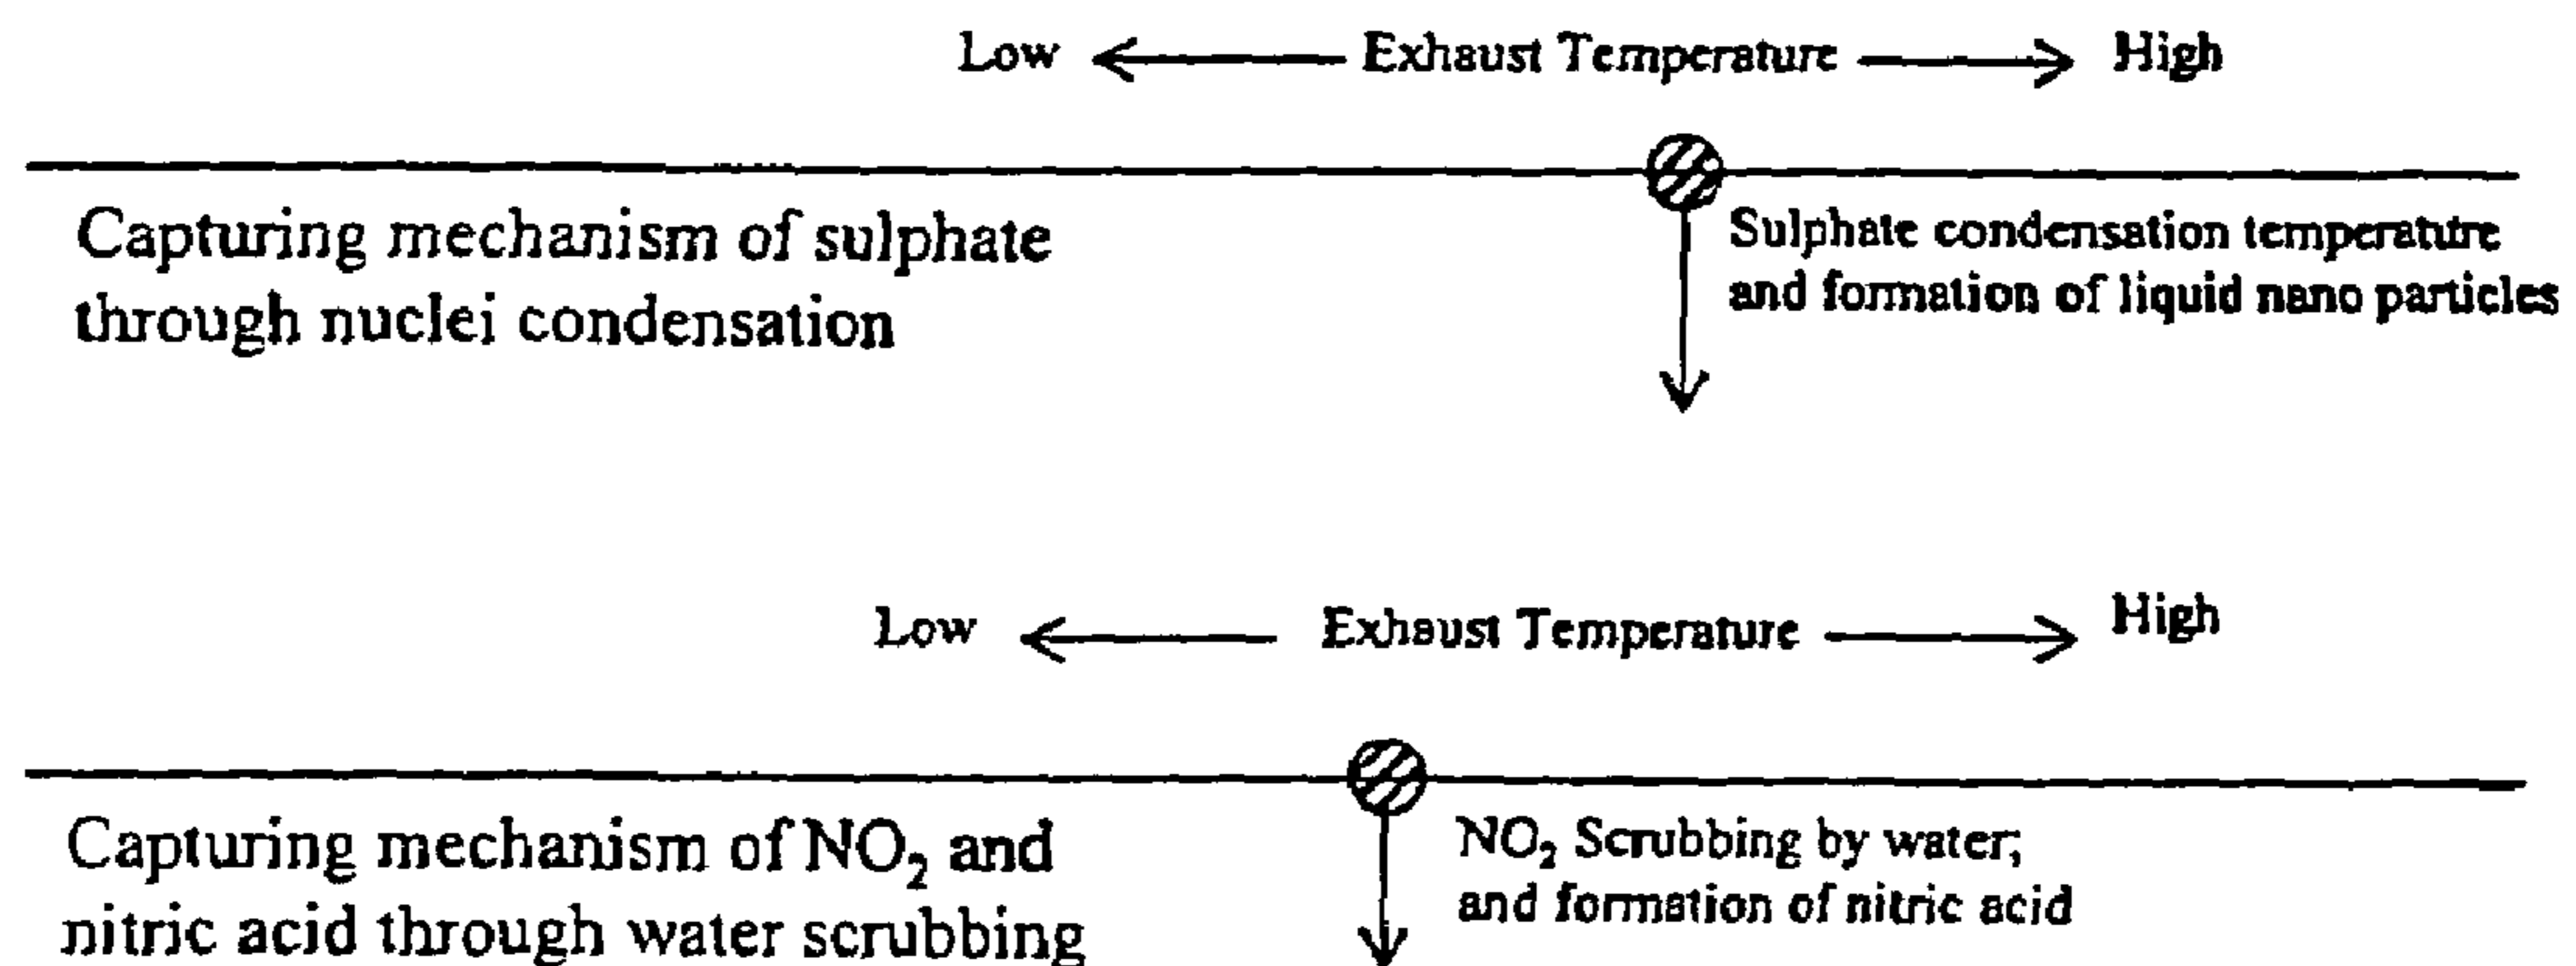 Low Exhaust Temperature High
Capturing mechanism of sulphate
through nuclei condensation
Sulphate condensation temperature
and formation of liquid nano particles
Low Exhaust Temperature High
Capturing mechanism of NO₂ and
nitric acid through water scrubbing
NO₂ Scrubbing by water;
and formation of nitric acid